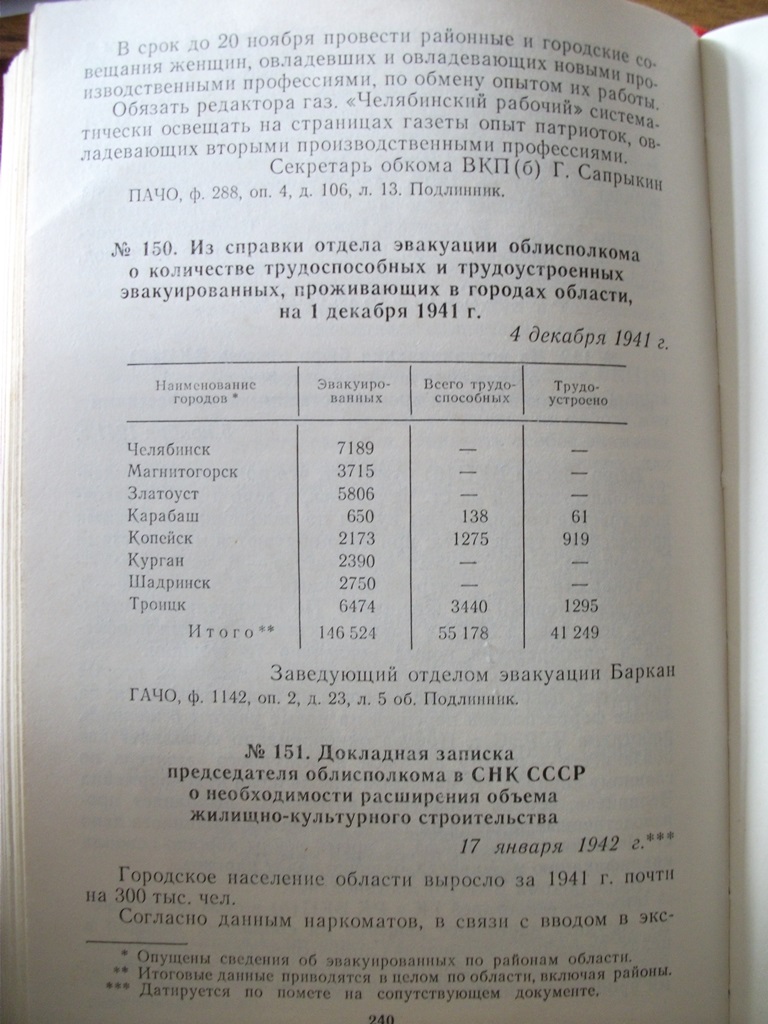 В срок до 20 ноября провести районные и городские со-
вещания женщин, овладевших и овладевающих новыми про-
изводственными профессиями, по обмену опытом их работы.
Обязать редактора газ. «Челябинский рабочий» система-
тически освещать на страницах газеты опыт патриоток, ов-
ладевающих вторыми производственными профессиями.
Секретарь обкома ВКП(б) Г. Сапрыкин
ПАЧО, ф. 288, оп. 4, д. 106, л. 13. Подлинник.
№ 150. Из справки отдела эвакуации облисполкома
о количестве трудоспособных и трудоустроенных
эвакуированных, проживающих в городах области,
на 1 декабря 1941 г.
4 декабря 1941 г.
Наименование городов * Эвакуиро-ванных Всего трудо-способных Трудо-устроено
Челябинск 7189 — —
Магнитогорск 3715 — —
Златоуст 5806 — —
Карабаш 650 138 61
Копейск 2173 1275 919
Курган 2390 — —
Шадринск 2750 — —
Троицк 6474 3440 1295
Итого** 146 524 55 178 41 249
Заведующий отделом эвакуации Баркан
ГАЧО, ф. 1142, оп. 2, д. 23, л. 5 об. Подлинник.
№ 151. Докладная записка
председателя облисполкома в СНК СССР
о необходимости расширения объема
жилищно-культурного строительства
17 января 1942 г.***
Городское население области выросло за 1941 г. почти
на 300 тыс. чел.
Согласно данным наркоматов, в связи с вводом в экс-
* Опущены сведения об эвакуированных по районам области.
** Итоговые данные приводятся в целом по области, включая районы.
*** Датируется по помете на сопутствующем документе.
240